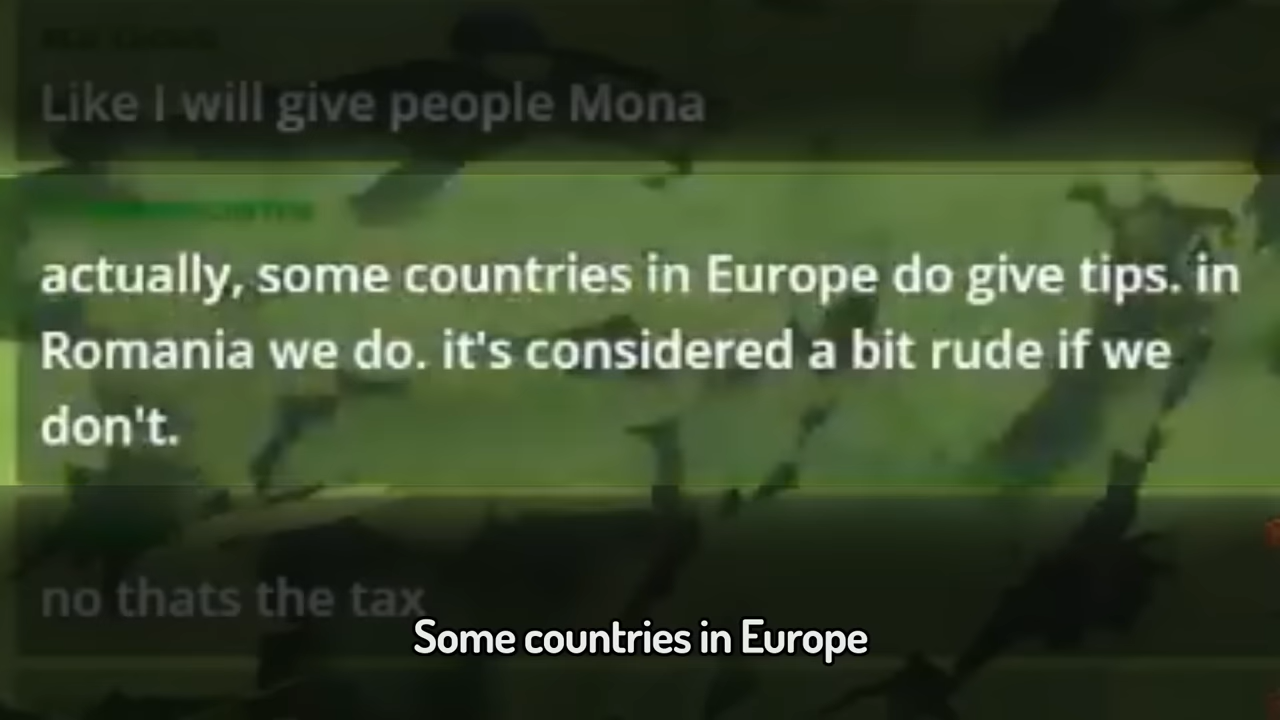 Like I will give people Mona
actually, some countries in Europe do give tips. in
Romania we do. it's considered a bit rude if we
don't.
no thats the tax
Some countries in Europe